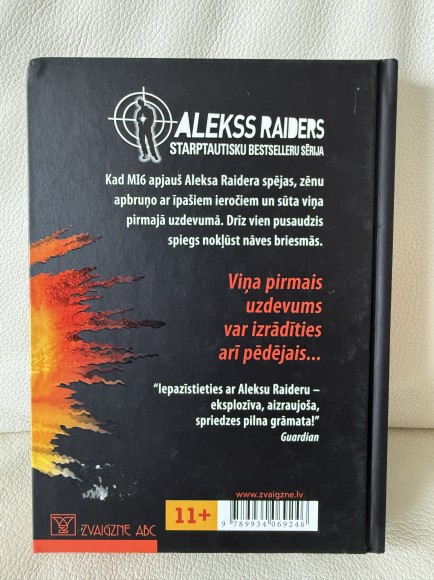 ALEKSS RAIDERS
STARPTAUTISKU BESTSELLERU SĒRIJA
Kad MI6 apjauš Aleksa Raidera spējas, zēnu
apbruņo ar īpašiem ieročiem un sūta viņa
pirmajā uzdevumā. Drīz vien pusaudzis
spiegs nokļūst nāves briesmās.
Viņa pirmais
uzdevums
var izrādīties
arī pēdējais...
“Iepazīstieties ar Aleksu Raideru –
eksplozīva, aizraujoša,
spriedzes pilna grāmata!”
Guardian
www.zvaigzne.lv
ZVAIGZNE ABC
11+
9 789934 069246